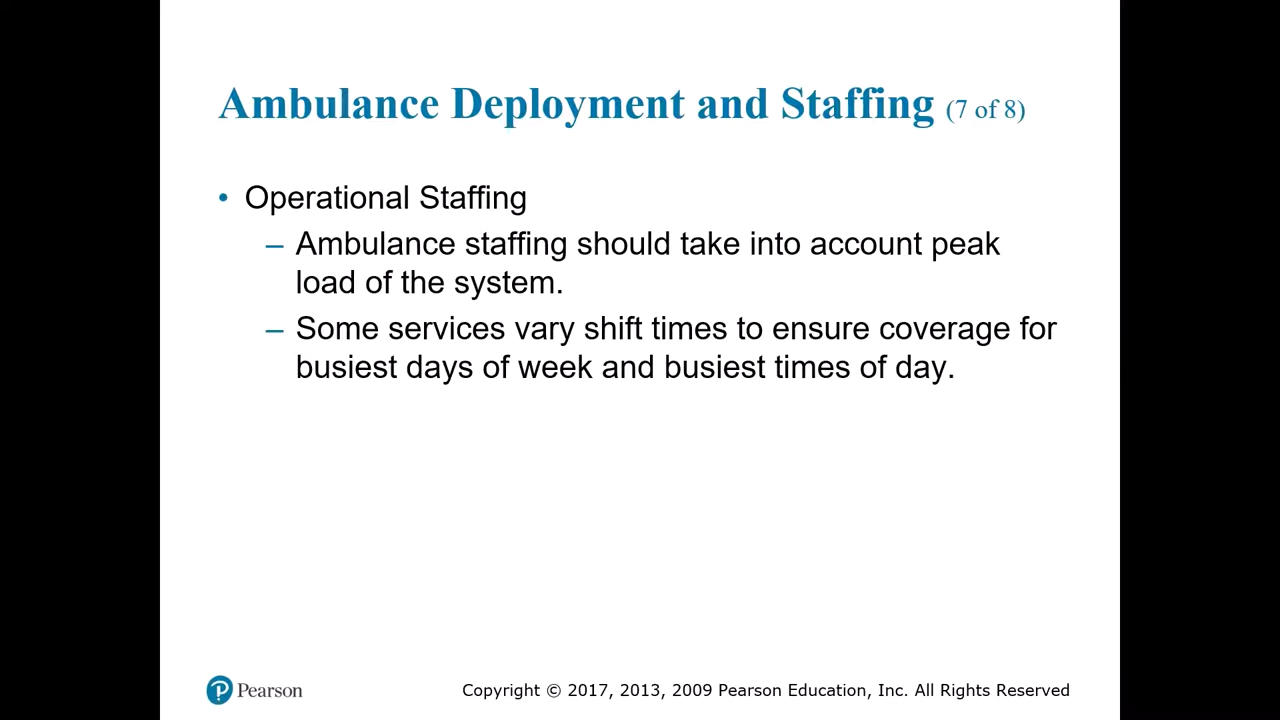 Ambulance Deployment and Staffing (7 of 8)
• Operational Staffing
– Ambulance staffing should take into account peak
load of the system.
– Some services vary shift times to ensure coverage for
busiest days of week and busiest times of day.
Pearson
Copyright © 2017, 2013, 2009 Pearson Education, Inc. All Rights Reserved